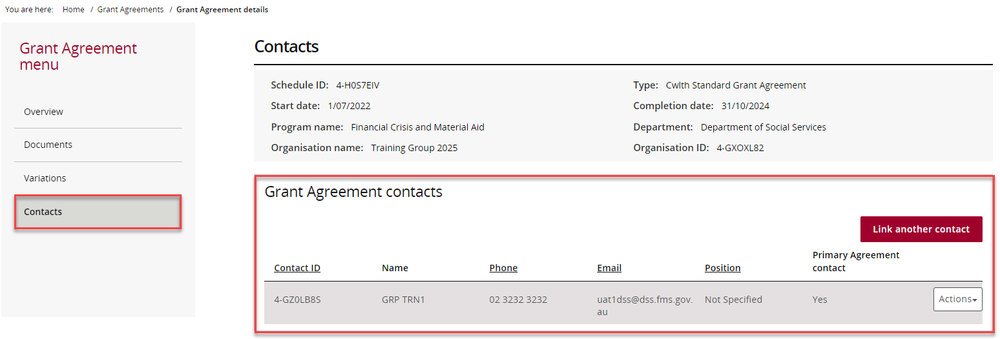 You are here: Home / Grant Agreements / Grant Agreement details
Grant Agreement
menu
Overview
Documents
Variations
Contacts
Contacts
Schedule ID: 4-H0S7EIV Type: Cwlth Standard Grant Agreement
Start date: 1/07/2022 Completion date: 31/10/2024
Program name: Financial Crisis and Material Aid Department: Department of Social Services
Organisation name: Training Group 2025 Organisation ID: 4-GXOXL82
Grant Agreement contacts
Link another contact
Contact ID Name Phone Email Position Primary Agreement
contact
4-GZ0LB8S GRP TRN1 02 3232 3232 uat1dss@dss.fms.gov. Not Specified Yes Actions
au